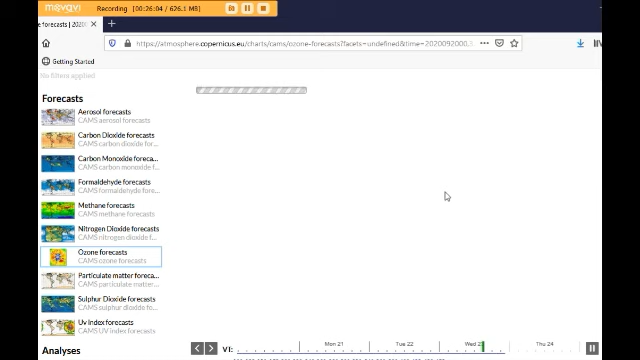 movavi Recording (00:26:04 / 626.1 MB)
e forecasts | 2020
https://atmosphere.copernicus.eu/charts/cams/ozone-forecasts?facets=undefined&time=2020092000,
Getting Started
No filters applied
Forecasts
Aerosol forecasts
CAMS aerosol forecasts
Carbon Dioxide forecasts
CAMS carbon dioxide for...
Carbon Monoxide foreca...
CAMS carbon monoxide f...
Formaldehyde forecasts
CAMS formaldehyde fore...
Methane forecasts
CAMS methane forecasts
Nitrogen Dioxide forecasts
CAMS nitrogen dioxide f...
Ozone forecasts
CAMS ozone forecasts
Particulate matter foreca...
CAMS particulate matter...
Sulphur Dioxide forecasts
CAMS sulphur dioxide fo...
Uv index forecasts
CAMS UV index forecasts
Analyses
VT:
Mon 21
Tue 22
Wed 23
Thu 24